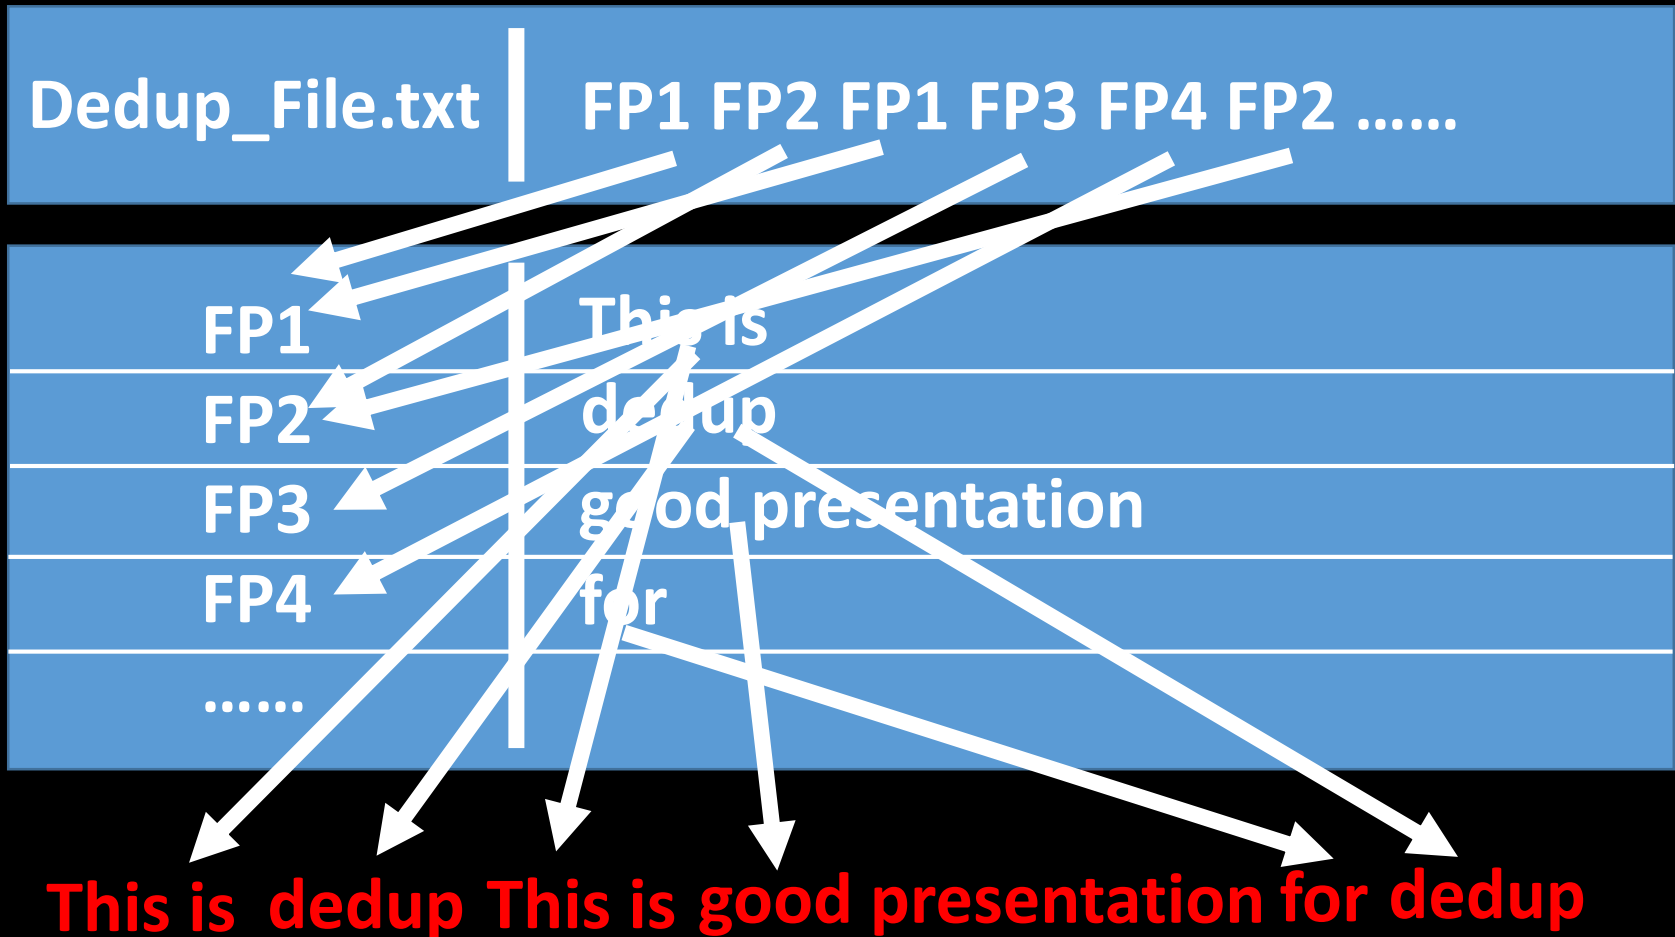 Dedup_File.txt FP1 FP2 FP1 FP3 FP4 FP2 ......
FP1 This is
FP2 dedup
FP3 good presentation
FP4 for
......
This is dedup This is good presentation for dedup